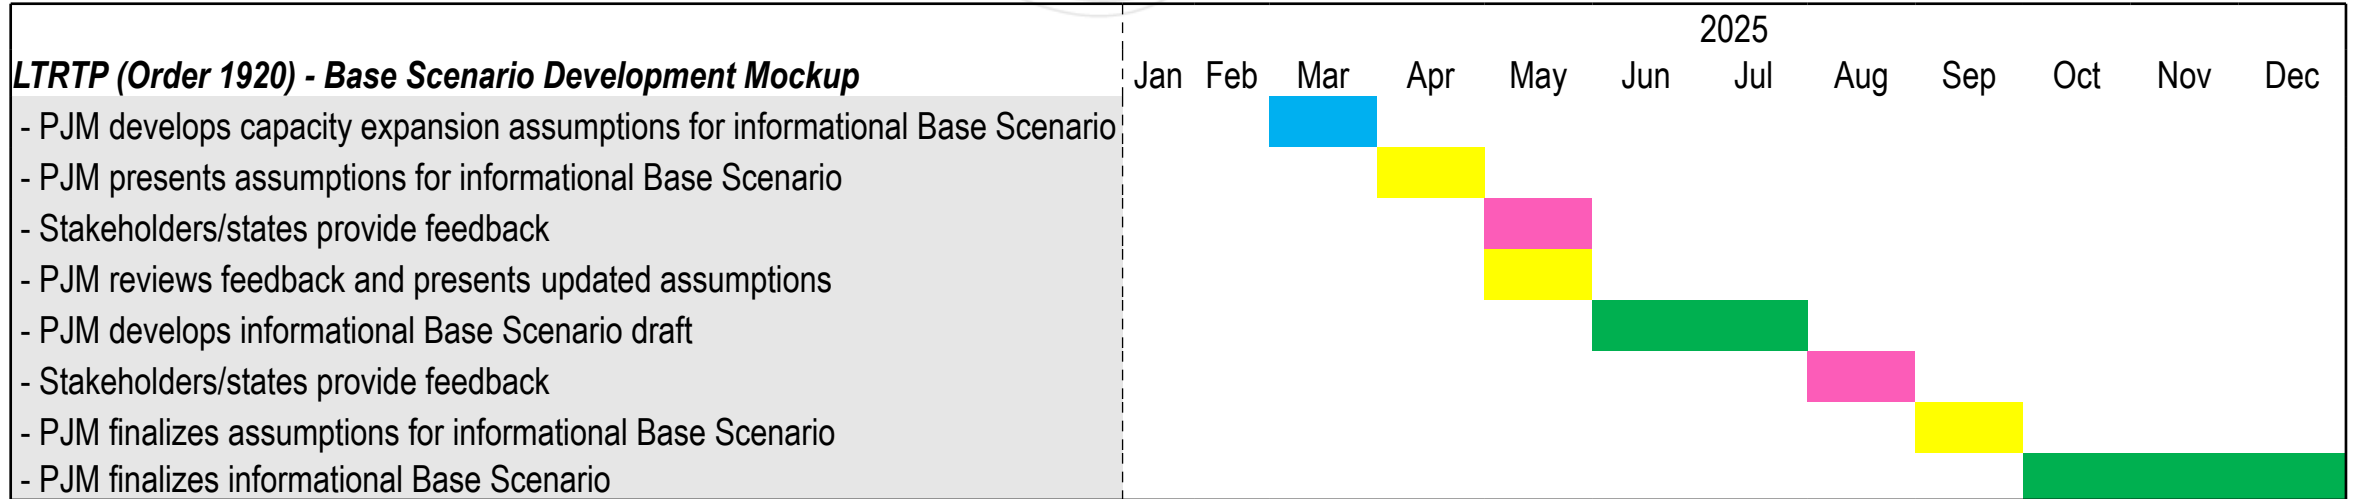 2025
LTRTP (Order 1920) - Base Scenario Development Mockup Jan Feb Mar Apr May Jun Jul Aug Sep Oct Nov Dec
- PJM develops capacity expansion assumptions for informational Base Scenario
- PJM presents assumptions for informational Base Scenario
- Stakeholders/states provide feedback
- PJM reviews feedback and presents updated assumptions
- PJM develops informational Base Scenario draft
- Stakeholders/states provide feedback
- PJM finalizes assumptions for informational Base Scenario
- PJM finalizes informational Base Scenario